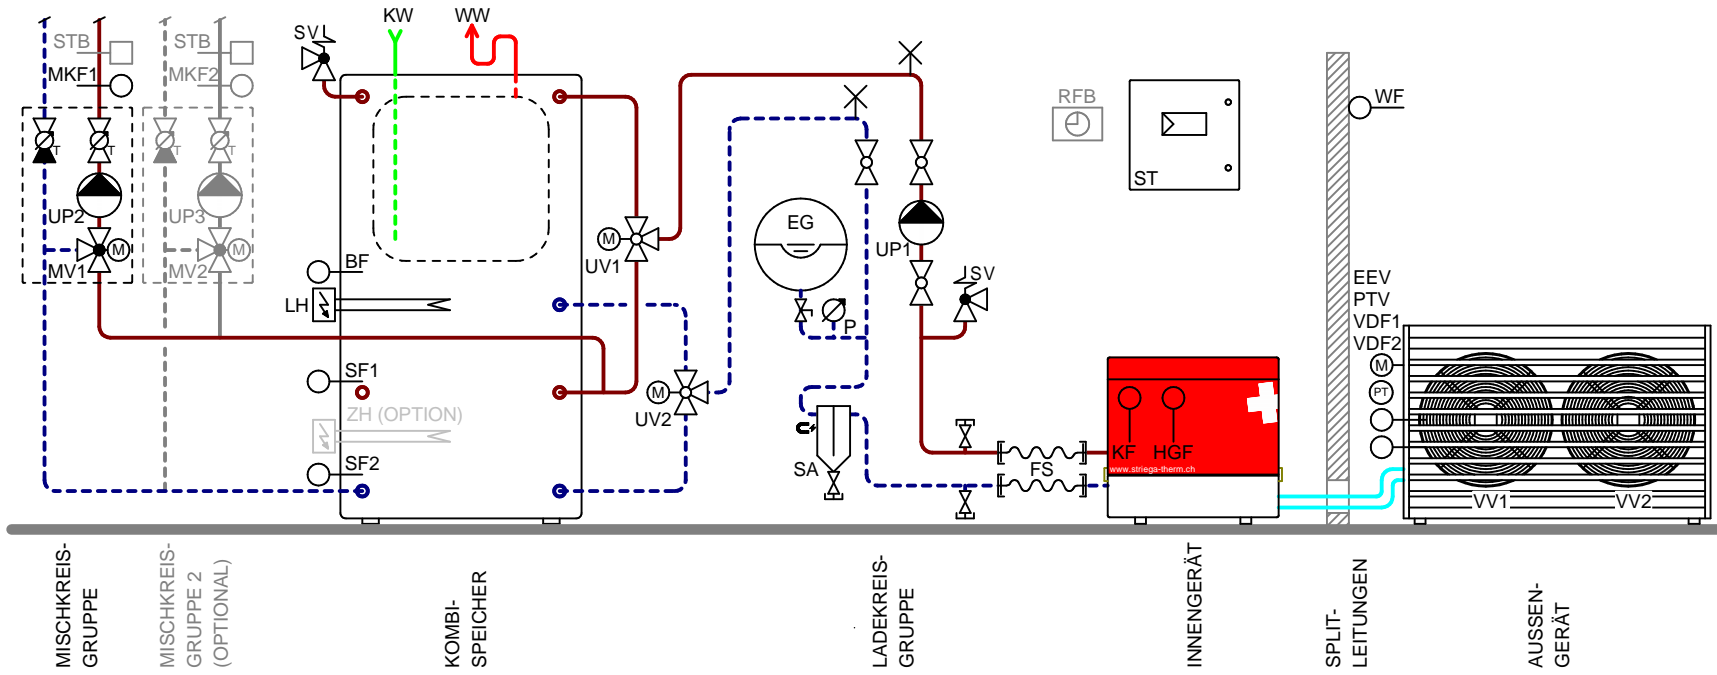 KW
WW
SV
STB
STB
MKF1
MKF2
T
T
T
T
UP2
UP3
M
M
MV1
MV2
BF
LH
SF1
ZH (OPTION)
SF2
M
UV1
M
UV2
EG
P
SA
UP1
SV
FS
RFB
ST
KF
HGF
www.striega-therm.ch
WF
EEV
PTV
VDF1
VDF2
M
PT
VV1
VV2
MISCHKREIS-
GRUPPE
MISCHKREIS-
GRUPPE 2
(OPTIONAL)
KOMBI-
SPEICHER
LADEKREIS-
GRUPPE
INNENGERÄT
SPLIT-
LEITUNGEN
AUSSEN-
GERÄT